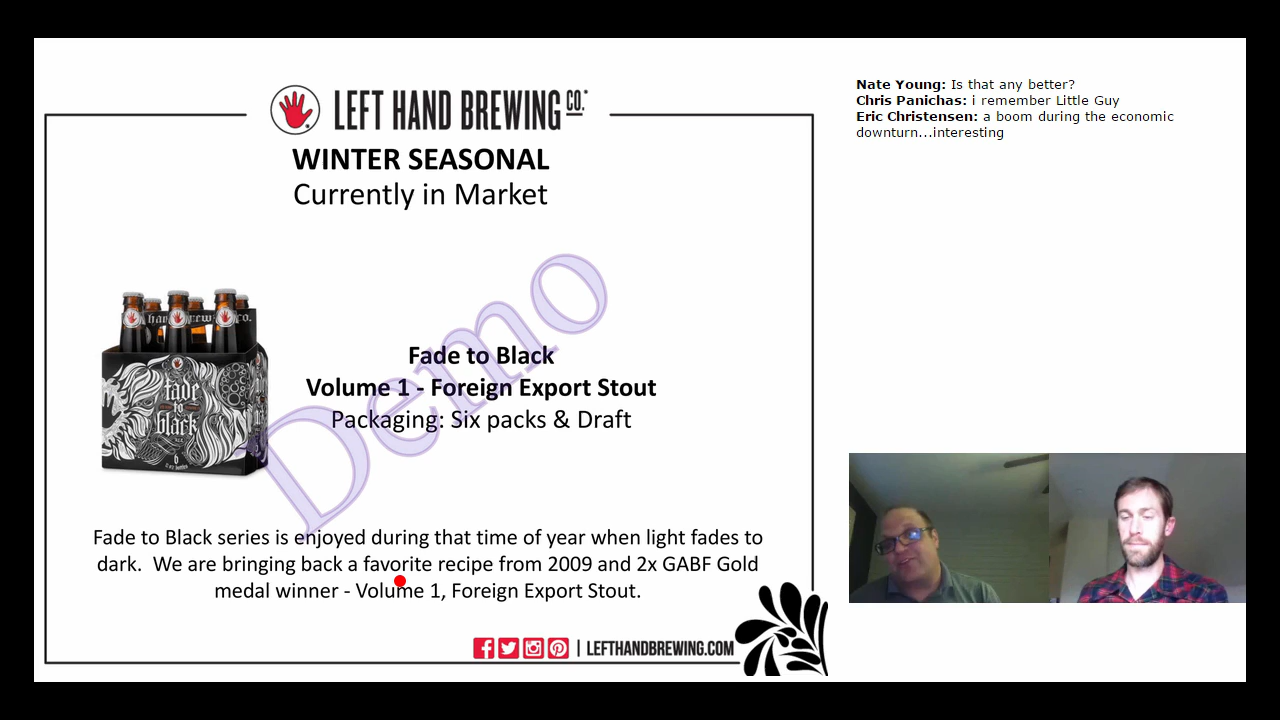 LEFT HAND BREWING CO.
WINTER SEASONAL
Currently in Market
Demo
fade
to
black
6
Fade to Black
Volume 1 - Foreign Export Stout
Packaging: Six packs & Draft
Fade to Black series is enjoyed during that time of year when light fades to
dark. We are bringing back a favorite recipe from 2009 and 2x GABF Gold
medal winner - Volume 1, Foreign Export Stout.
| LEFTHANDBREWING.COM
Nate Young: Is that any better?
Chris Panichas: i remember Little Guy
Eric Christensen: a boom during the economic
downturn...interesting